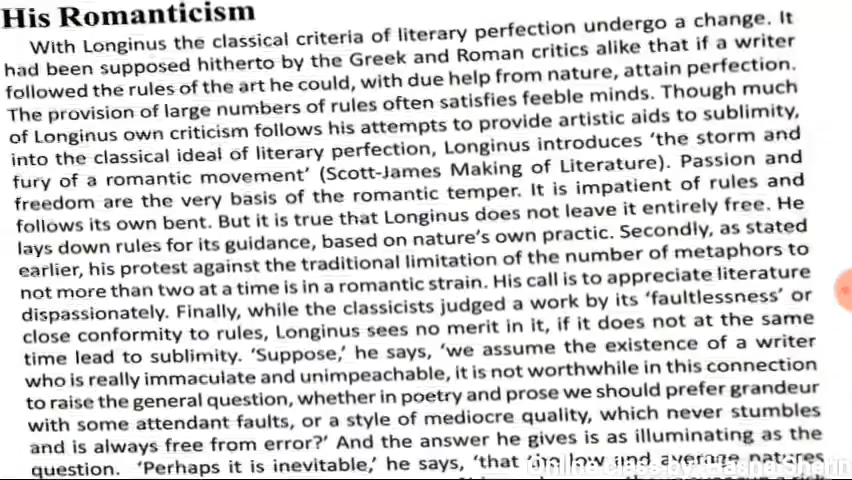 His Romanticism
With Longinus the classical criteria of literary perfection undergo a change. It
had been supposed hitherto by the Greek and Roman critics alike that if a writer
followed the rules of the art he could, with due help from nature, attain perfection.
The provision of large numbers of rules often satisfies feeble minds. Though much
of Longinus own criticism follows his attempts to provide artistic aids to sublimity,
into the classical ideal of literary perfection, Longinus introduces 'the storm and
fury of a romantic movement' (Scott-James Making of Literature). Passion and
freedom are the very basis of the romantic temper. It is impatient of rules and
follows its own bent. But it is true that Longinus does not leave it entirely free. He
lays down rules for its guidance, based on nature's own practic. Secondly, as stated
earlier, his protest against the traditional limitation of the number of metaphors to
not more than two at a time is in a romantic strain. His call is to appreciate literature
dispassionately. Finally, while the classicists judged a work by its 'faultlessness' or
close conformity to rules, Longinus sees no merit in it, if it does not at the same
time lead to sublimity. 'Suppose,' he says, 'we assume the existence of a writer
who is really immaculate and unimpeachable, it is not worthwhile in this connection
to raise the general question, whether in poetry and prose we should prefer grandeur
with some attendant faults, or a style of mediocre quality, which never stumbles
and is always free from error?' And the answer he gives is as illuminating as the
question. 'Perhaps it is inevitable,' he says, 'that the low and average natures
Online Class by